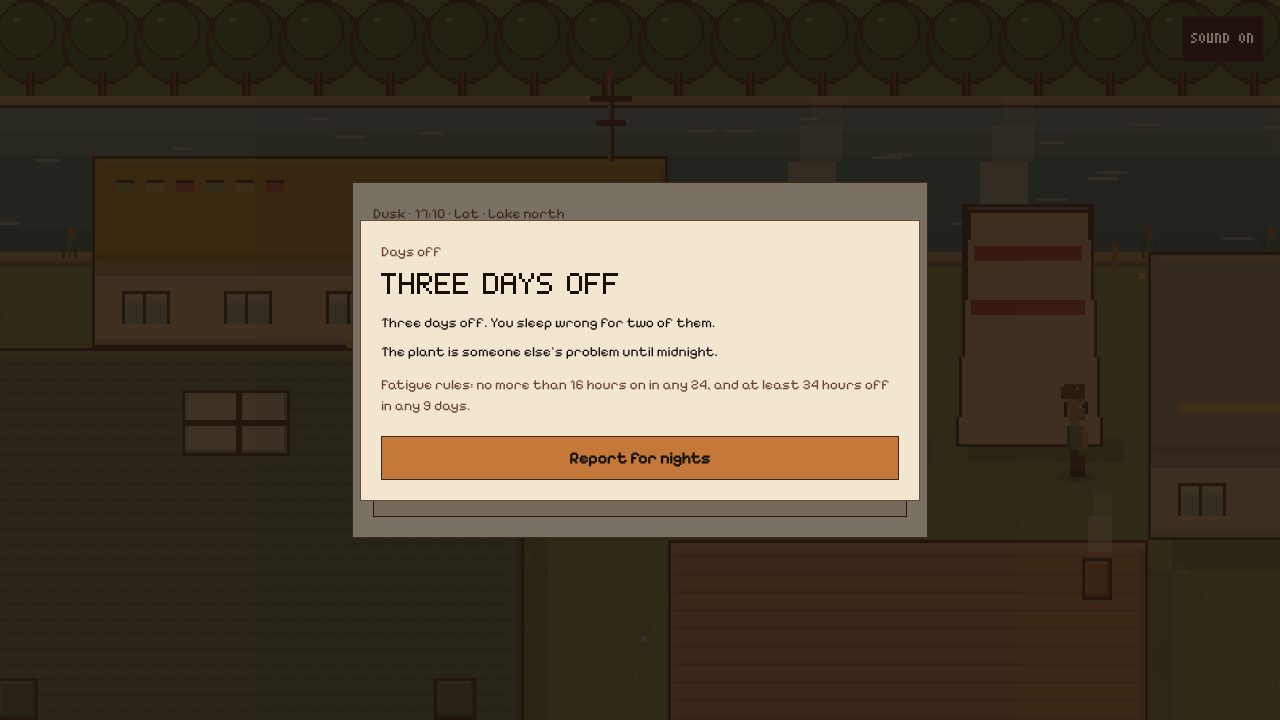 SOUND ON
Dusk · 17:10 · Lot · Lake north
Days off
THREE DAYS OFF
Three days off. You sleep wrong for two of them.
The plant is someone else's problem until midnight.
Fatigue rules: no more than 16 hours on in any 24, and at least 34 hours off
in any 9 days.
Report for nights